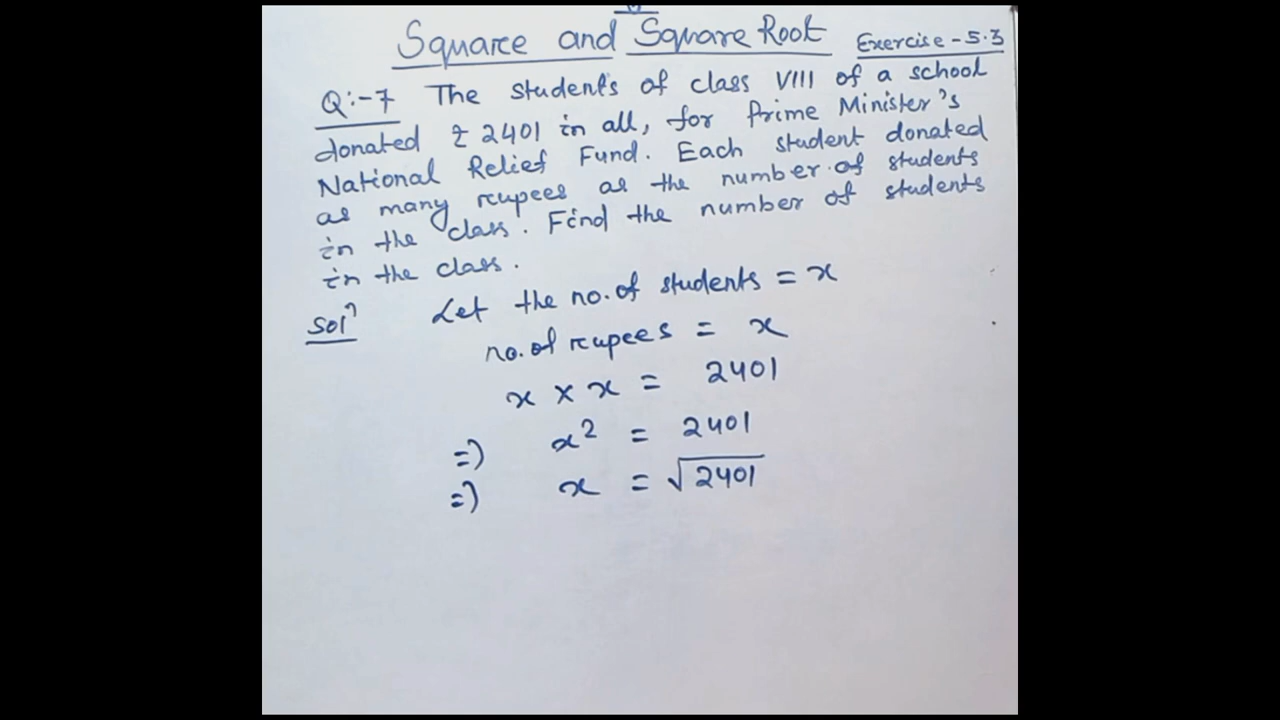 Square and Square Root Exercise - 5.3
Q:-7 The students of class VIII of a school
donated ₹ 2401 in all, for Prime Minister's
National Relief Fund. Each student donated
as many rupees as the number of students
in the class. Find the number of students
in the class.
Solⁿ Let the no. of students = x
no. of rupees = x
x × x = 2401
=) x² = 2401
=) x = √2401